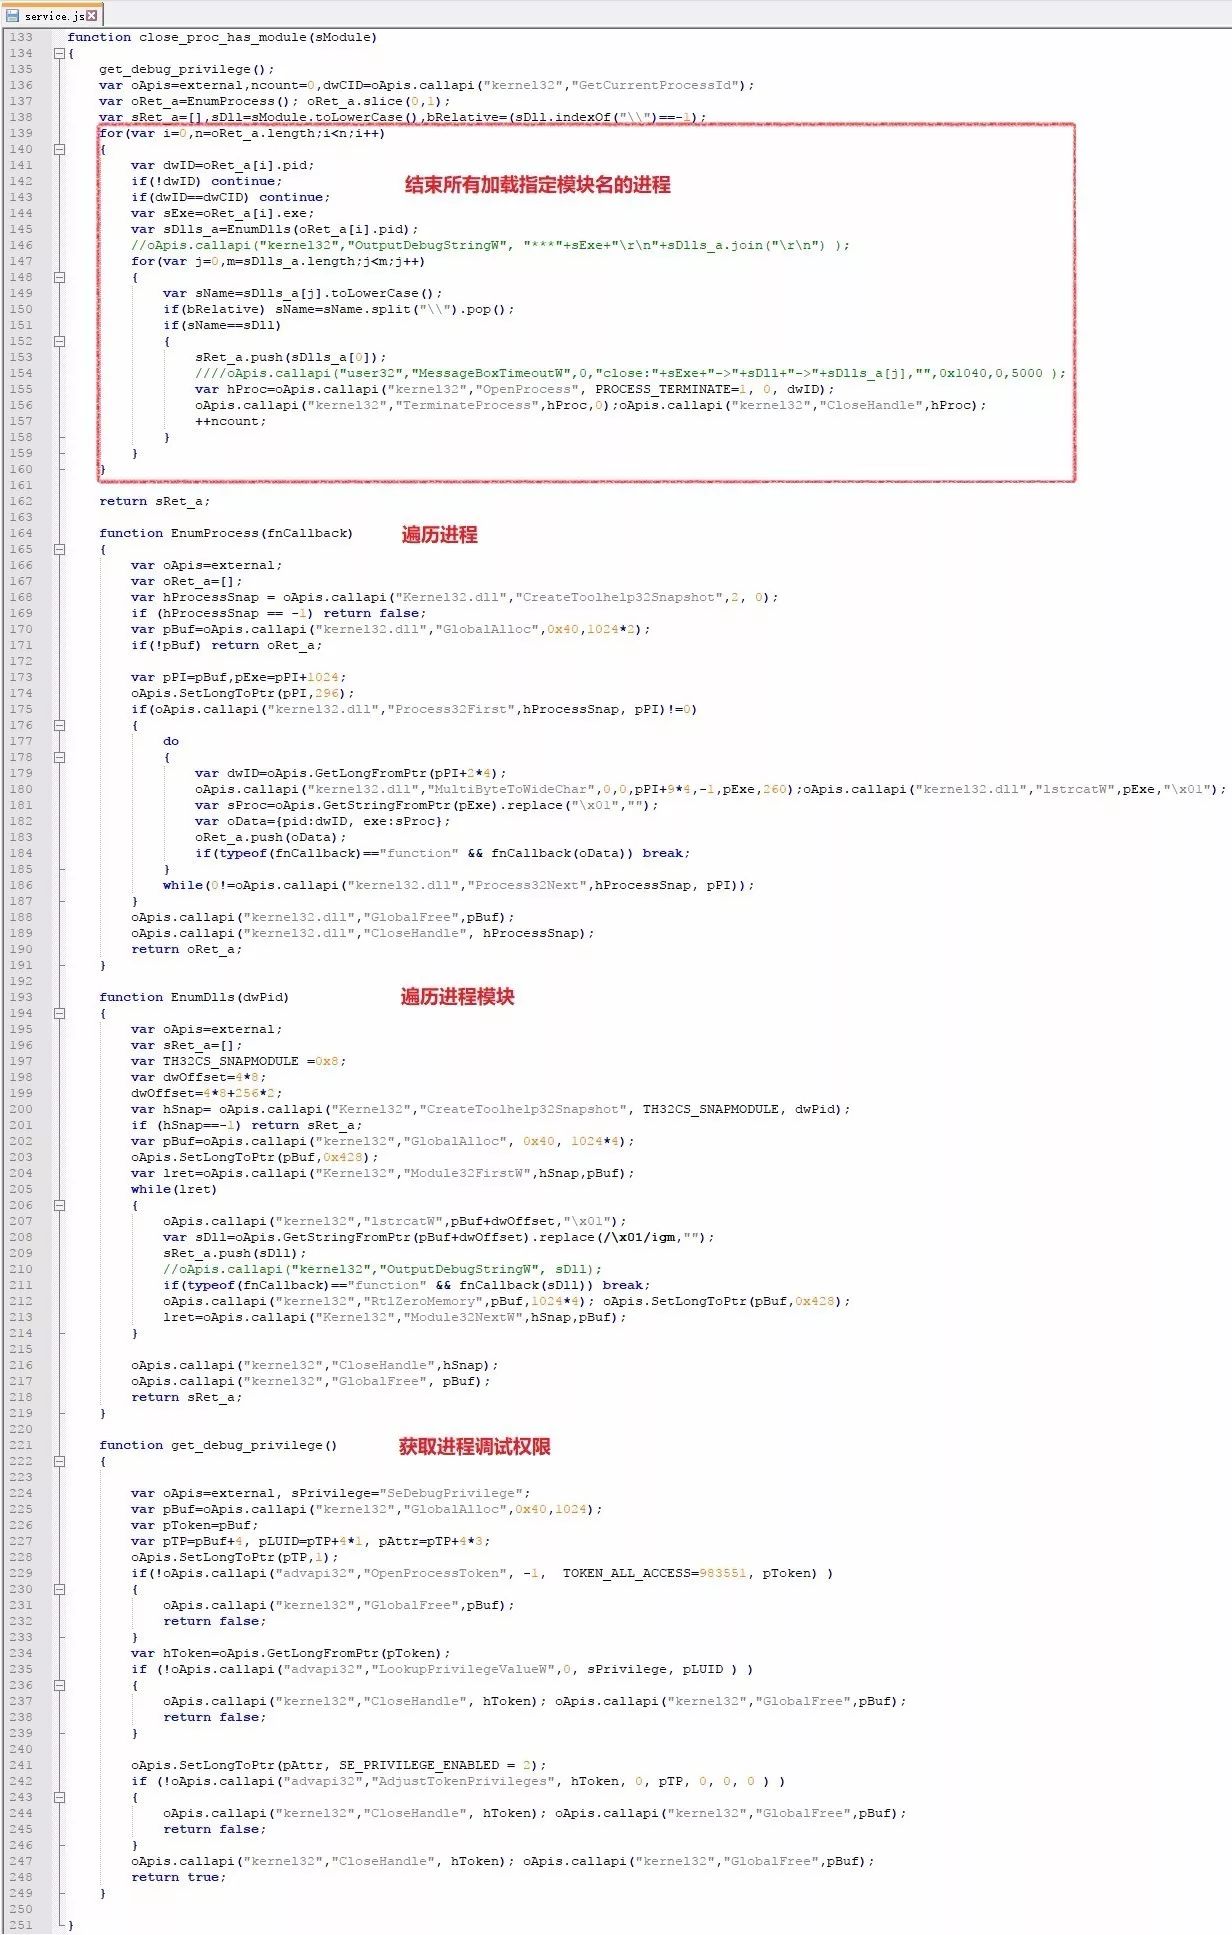 service.js
133 function close_proc_has_module(sModule)
134 {
135 get_debug_privilege();
136 var oApis=external,ncount=0,dwCID=oApis.callapi("kernel32","GetCurrentProcessId");
137 var oRet_a=EnumProcess(); oRet_a.slice(0,1);
138 var sRet_a=[],sDll=sModule.toLowerCase(),bRelative=(sDll.indexOf("\\")==-1);
139 for(var i=0,n=oRet_a.length;i<n;i++)
140 {
141 var dwID=oRet_a[i].pid;
142 if(!dwID) continue; 结束所有加载指定模块名的进程
143 if(dwID==dwCID) continue;
144 var sExe=oRet_a[i].exe;
145 var sDlls_a=EnumDlls(oRet_a[i].pid);
146 //oApis.callapi("kernel32","OutputDebugStringW", "***"+sExe+"\r\n"+sDlls_a.join("\r\n") );
147 for(var j=0,m=sDlls_a.length;j<m;j++)
148 {
149 var sName=sDlls_a[j].toLowerCase();
150 if(bRelative) sName=sName.split("\\").pop();
151 if(sName==sDll)
152 {
153 sRet_a.push(sDlls_a[0]);
154 ////oApis.callapi("user32","MessageBoxTimeoutW",0,"close:"+sExe+"->"+sDll+"->"+sDlls_a[j],"",0x1040,0,5000 );
155 var hProc=oApis.callapi("kernel32","OpenProcess", PROCESS_TERMINATE=1, 0, dwID);
156 oApis.callapi("kernel32","TerminateProcess",hProc,0);oApis.callapi("kernel32","CloseHandle",hProc);
157 ++ncount;
158 }
159 }
160 }
161
162 return sRet_a;
163
164 function EnumProcess(fnCallback) 遍历进程
165 {
166 var oApis=external;
167 var oRet_a=[];
168 var hProcessSnap = oApis.callapi("Kernel32.dll","CreateToolhelp32Snapshot",2, 0);
169 if (hProcessSnap == -1) return false;
170 var pBuf=oApis.callapi("kernel32.dll","GlobalAlloc",0x40,1024*2);
171 if(!pBuf) return oRet_a;
172
173 var pPI=pBuf,pExe=pPI+1024;
174 oApis.SetLongToPtr(pPI,296);
175 if(oApis.callapi("kernel32.dll","Process32First",hProcessSnap, pPI)!=0)
176 {
177 do
178 {
179 var dwID=oApis.GetLongFromPtr(pPI+2*4);
180 oApis.callapi("kernel32.dll","MultiByteToWideChar",0,0,pPI+9*4,-1,pExe,260);oApis.callapi("kernel32.dll","lstrcatW",pExe,"\x01");
181 var sProc=oApis.GetStringFromPtr(pExe).replace("\x01","");
182 var oData={pid:dwID, exe:sProc};
183 oRet_a.push(oData);
184 if(typeof(fnCallback)=="function" && fnCallback(oData)) break;
185 }
186 while(0!=oApis.callapi("kernel32.dll","Process32Next",hProcessSnap, pPI));
187 }
188 oApis.callapi("kernel32.dll","GlobalFree",pBuf);
189 oApis.callapi("kernel32.dll","CloseHandle", hProcessSnap);
190 return oRet_a;
191 }
192
193 function EnumDlls(dwPid) 遍历进程模块
194 {
195 var oApis=external;
196 var sRet_a=[];
197 var TH32CS_SNAPMODULE =0x8;
198 var dwOffset=4*8;
199 dwOffset=4*8+256*2;
200 var hSnap= oApis.callapi("Kernel32","CreateToolhelp32Snapshot", TH32CS_SNAPMODULE, dwPid);
201 if (hSnap==-1) return sRet_a;
202 var pBuf=oApis.callapi("kernel32","GlobalAlloc", 0x40, 1024*4);
203 oApis.SetLongToPtr(pBuf,0x428);
204 var lret=oApis.callapi("Kernel32","Module32FirstW",hSnap,pBuf);
205 while(lret)
206 {
207 oApis.callapi("kernel32","lstrcatW",pBuf+dwOffset,"\x01");
208 var sDll=oApis.GetStringFromPtr(pBuf+dwOffset).replace(/\x01/igm,"");
209 sRet_a.push(sDll);
210 //oApis.callapi("kernel32","OutputDebugStringW", sDll);
211 if(typeof(fnCallback)=="function" && fnCallback(sDll)) break;
212 oApis.callapi("kernel32","RtlZeroMemory",pBuf,1024*4); oApis.SetLongToPtr(pBuf,0x428);
213 lret=oApis.callapi("Kernel32","Module32NextW",hSnap,pBuf);
214 }
215
216 oApis.callapi("kernel32","CloseHandle",hSnap);
217 oApis.callapi("kernel32","GlobalFree", pBuf);
218 return sRet_a;
219 }
220
221 function get_debug_privilege() 获取进程调试权限
222 {
223
224 var oApis=external, sPrivilege="SeDebugPrivilege";
225 var pBuf=oApis.callapi("kernel32","GlobalAlloc",0x40,1024);
226 var pToken=pBuf;
227 var pTP=pBuf+4, pLUID=pTP+4*1, pAttr=pTP+4*3;
228 oApis.SetLongToPtr(pTP,1);
229 if(!oApis.callapi("advapi32","OpenProcessToken", -1, TOKEN_ALL_ACCESS=983551, pToken) )
230 {
231 oApis.callapi("kernel32","GlobalFree",pBuf);
232 return false;
233 }
234 var hToken=oApis.GetLongFromPtr(pToken);
235 if (!oApis.callapi("advapi32","LookupPrivilegeValueW",0, sPrivilege, pLUID ) )
236 {
237 oApis.callapi("kernel32","CloseHandle", hToken); oApis.callapi("kernel32","GlobalFree",pBuf);
238 return false;
239 }
240
241 oApis.SetLongToPtr(pAttr, SE_PRIVILEGE_ENABLED = 2);
242 if (!oApis.callapi("advapi32","AdjustTokenPrivileges", hToken, 0, pTP, 0, 0, 0 ) )
243 {
244 oApis.callapi("kernel32","CloseHandle", hToken); oApis.callapi("kernel32","GlobalFree",pBuf);
245 return false;
246 }
247 oApis.callapi("kernel32","CloseHandle", hToken); oApis.callapi("kernel32","GlobalFree",pBuf);
248 return true;
249 }
250
251 }